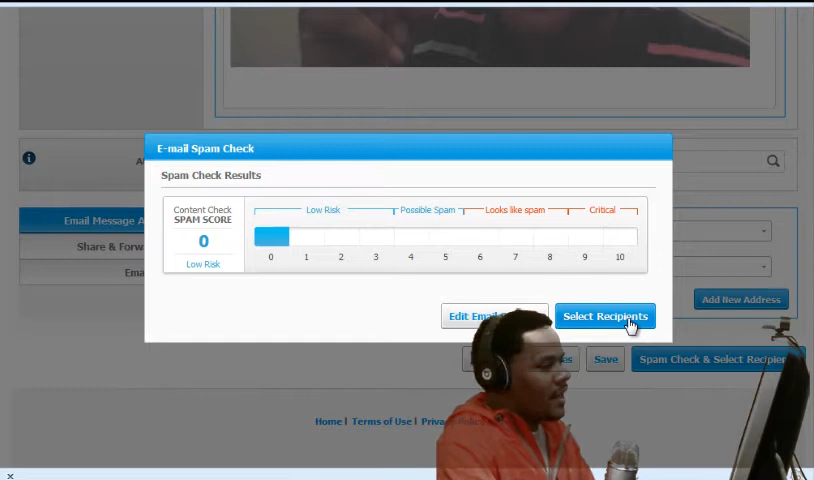 E-mail Spam Check
Spam Check Results
Content Check
SPAM SCORE
0
Low Risk
Low Risk
Possible Spam
Looks like spam
Critical
0 1 2 3 4 5 6 7 8 9 10
Email Message
Share & Forw
Ema
Add New Address
Edit Email
Select Recipients
Save
Spam Check & Select Recipien
Home | Terms of Use |